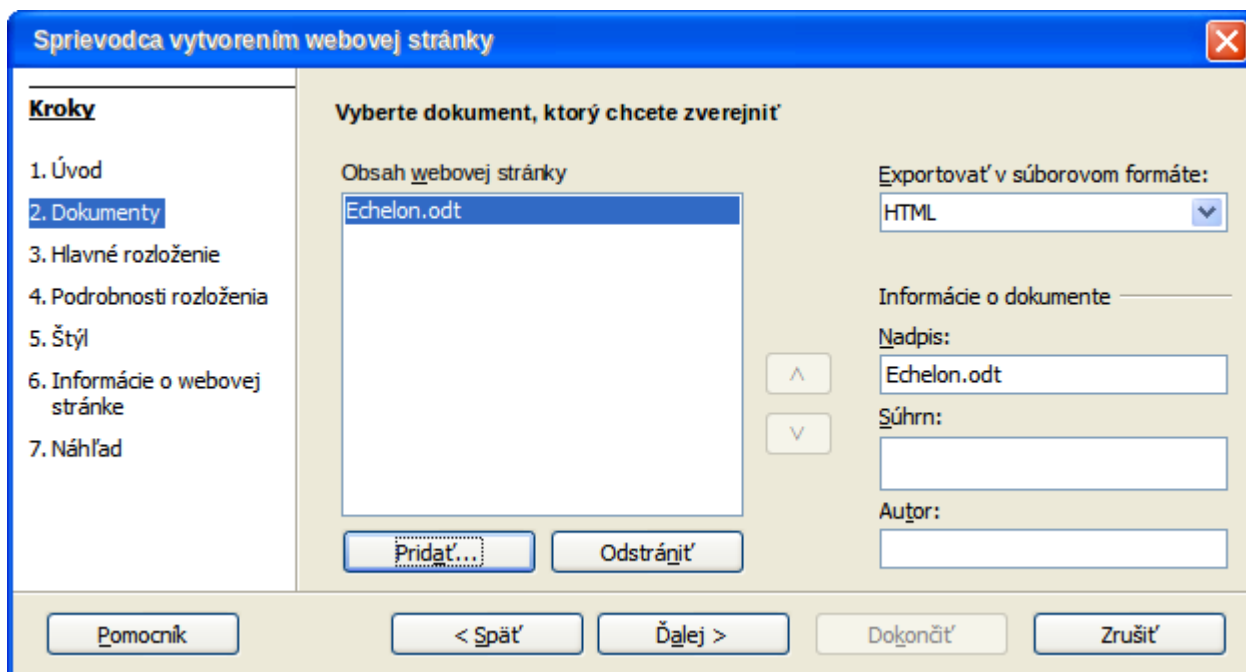 Sprievodca vytvorením webovej stránky
Kroky
1. Úvod
2. Dokumenty
3. Hlavné rozloženie
4. Podrobnosti rozloženia
5. Štýl
6. Informácie o webovej
stránke
7. Náhľad
Vyberte dokument, ktorý chcete zverejniť
Obsah webovej stránky
Echelon.odt
Pridať...
Odstrániť
˄
˅
Exportovať v súborovom formáte:
HTML
Informácie o dokumente
Nadpis:
Echelon.odt
Súhrn:
Autor:
Pomocník
< Späť
Ďalej >
Dokončiť
Zrušiť